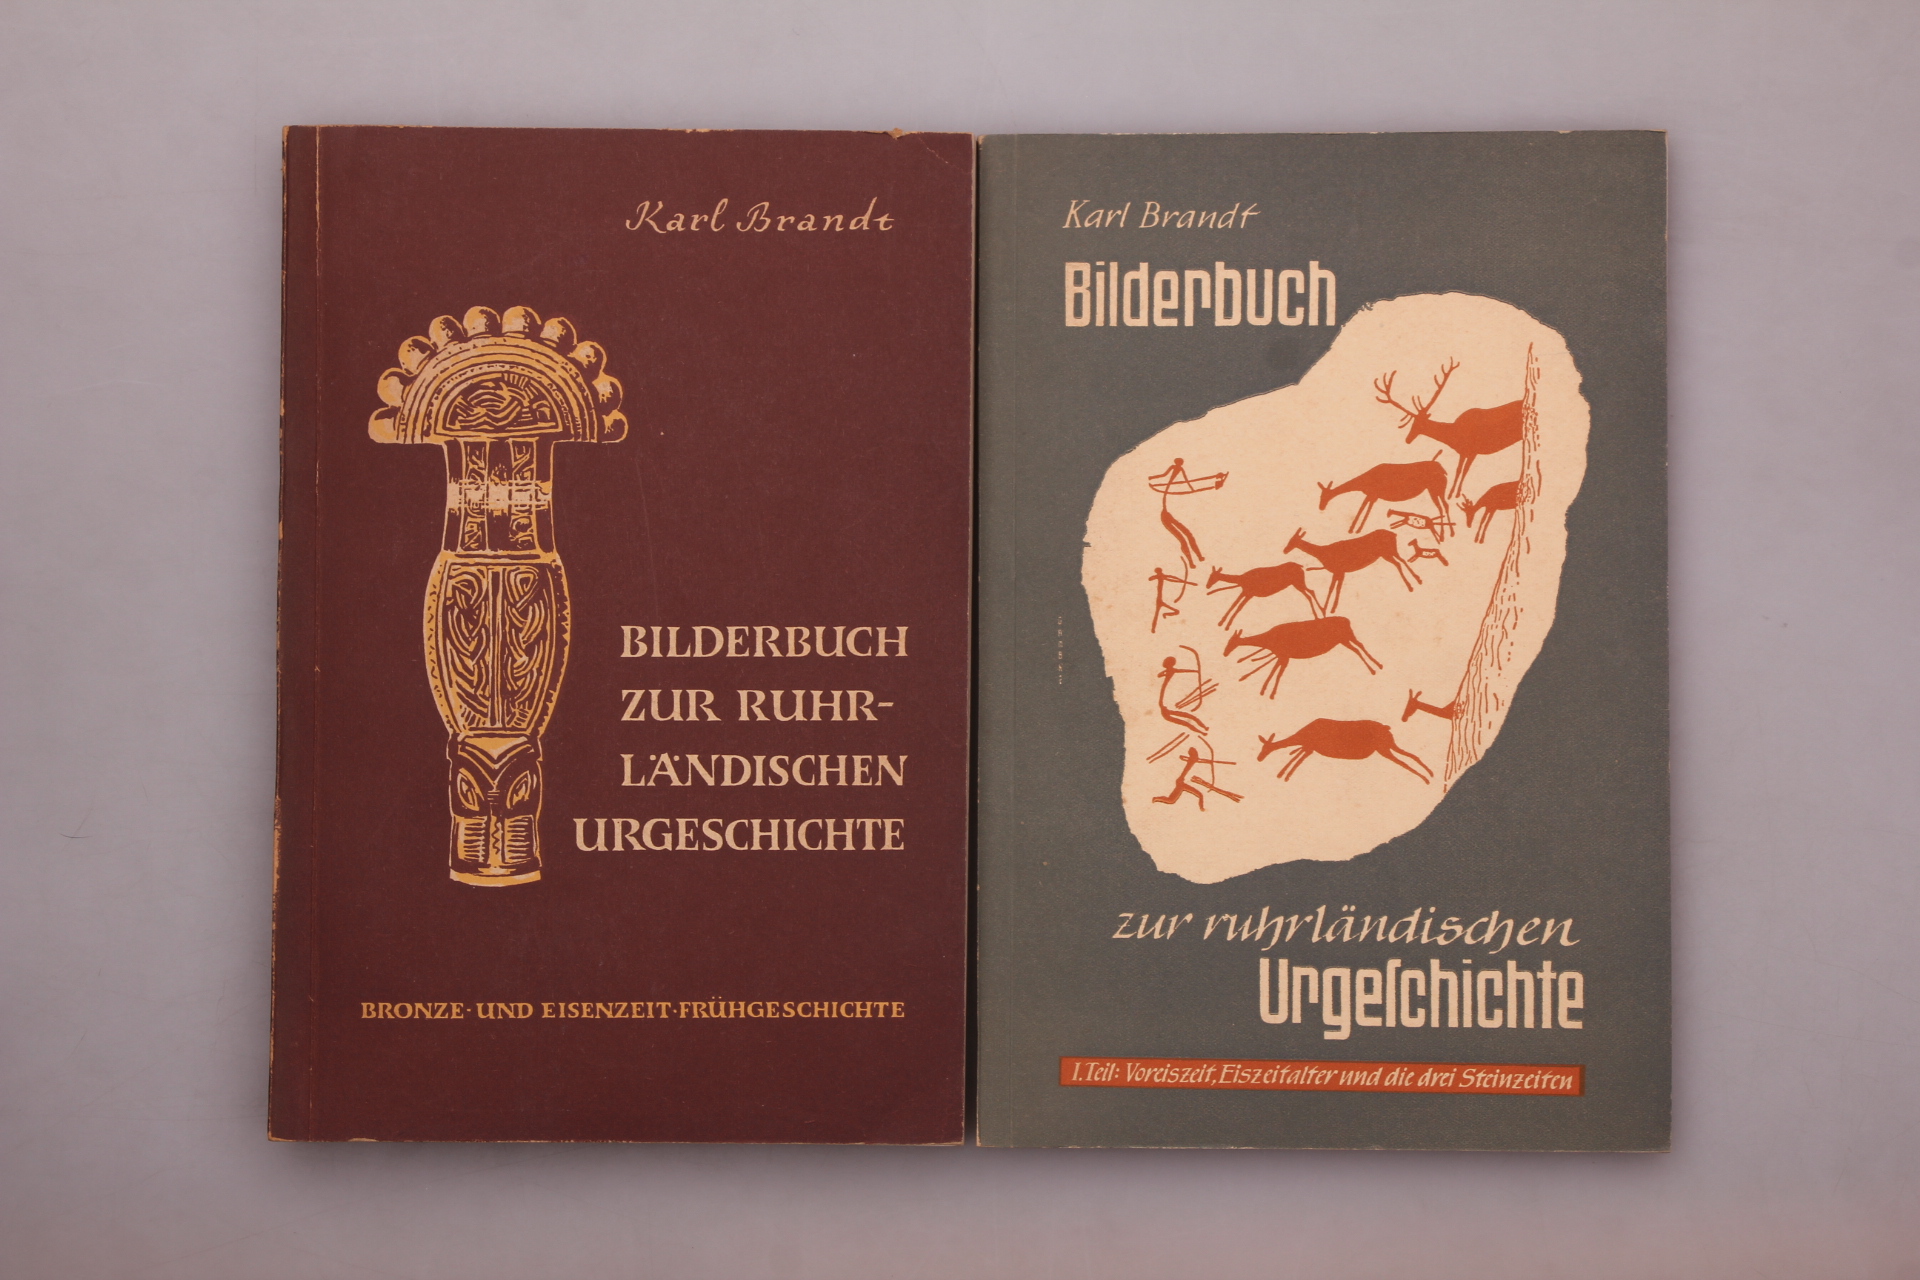 Karl Brandt
BILDERBUCH
ZUR RUHR-
LÄNDISCHEN
URGESCHICHTE
BRONZE- UND EISENZEIT·FRÜHGESCHICHTE
Karl Brandt
Bilderbuch
zur ruhrländischen
Urgeſchichte
I. Teil: Voreiszeit, Eiszeitalter und die drei Steinzeiten